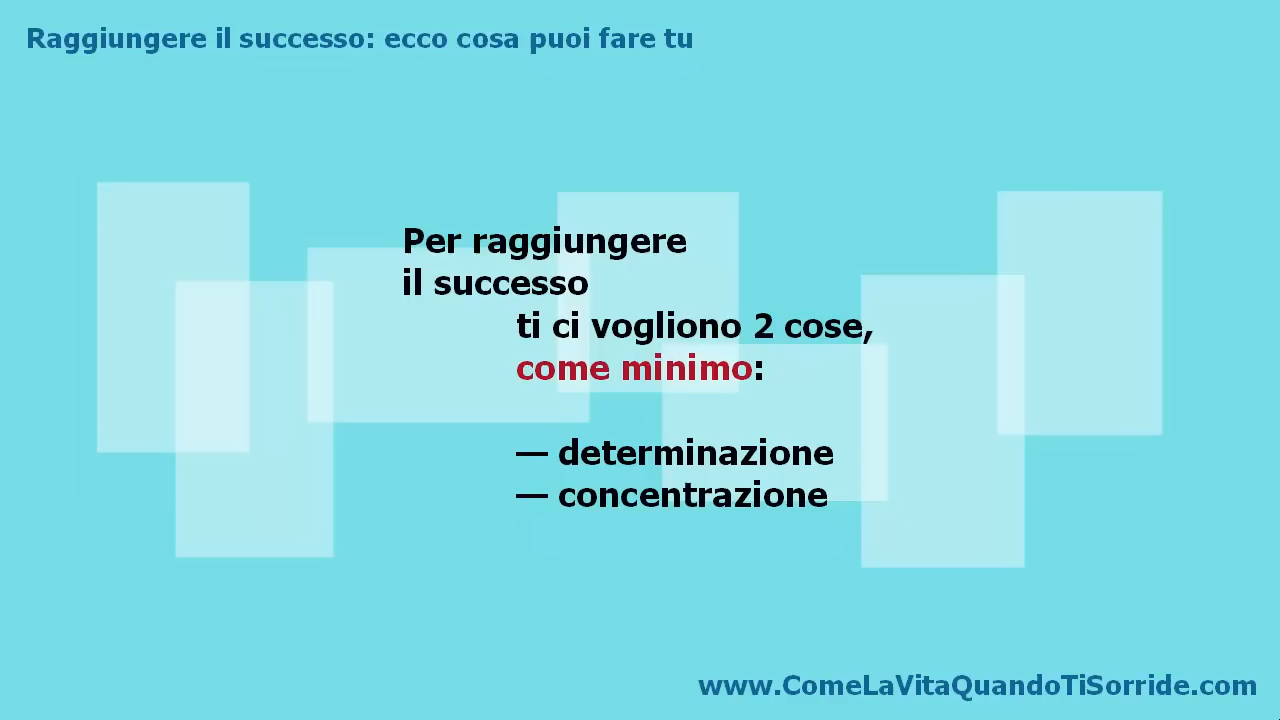 Raggiungere il successo: ecco cosa puoi fare tu
Per raggiungere
il successo
ti ci vogliono 2 cose,
come minimo:
— determinazione
— concentrazione
www.ComeLaVitaQuandoTiSorride.com